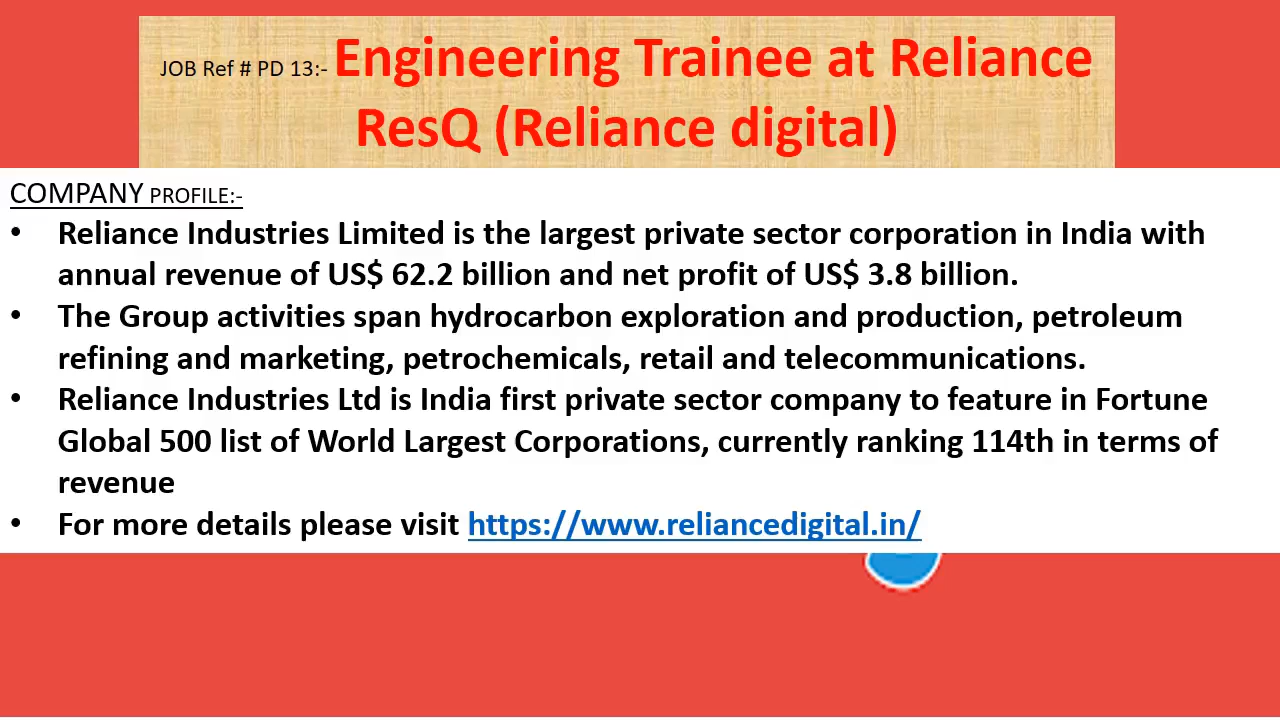 JOB Ref # PD 13:- Engineering Trainee at Reliance
ResQ (Reliance digital)
COMPANY PROFILE:-
• Reliance Industries Limited is the largest private sector corporation in India with
annual revenue of US$ 62.2 billion and net profit of US$ 3.8 billion.
• The Group activities span hydrocarbon exploration and production, petroleum
refining and marketing, petrochemicals, retail and telecommunications.
• Reliance Industries Ltd is India first private sector company to feature in Fortune
Global 500 list of World Largest Corporations, currently ranking 114th in terms of
revenue
• For more details please visit https://www.reliancedigital.in/